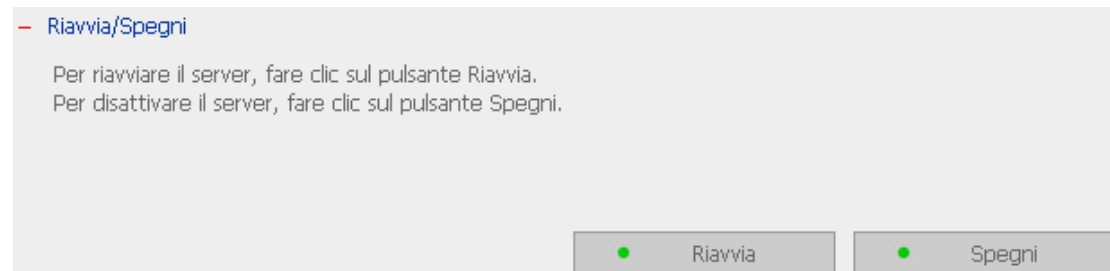 – Riavvia/Spegni
Per riavviare il server, fare clic sul pulsante Riavvia.
Per disattivare il server, fare clic sul pulsante Spegni.
Riavvia
Spegni